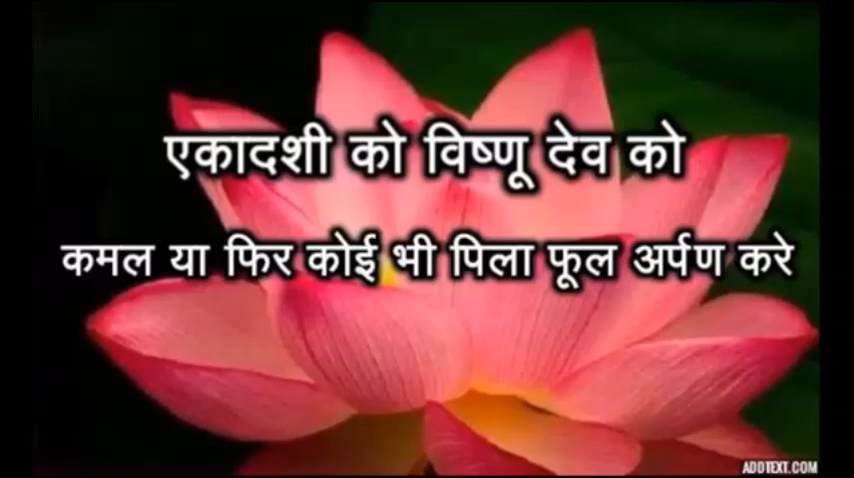 एकादशी को विष्णू देव को
कमल या फिर कोई भी पिला फूल अर्पण करे
ADDTEXT.COM